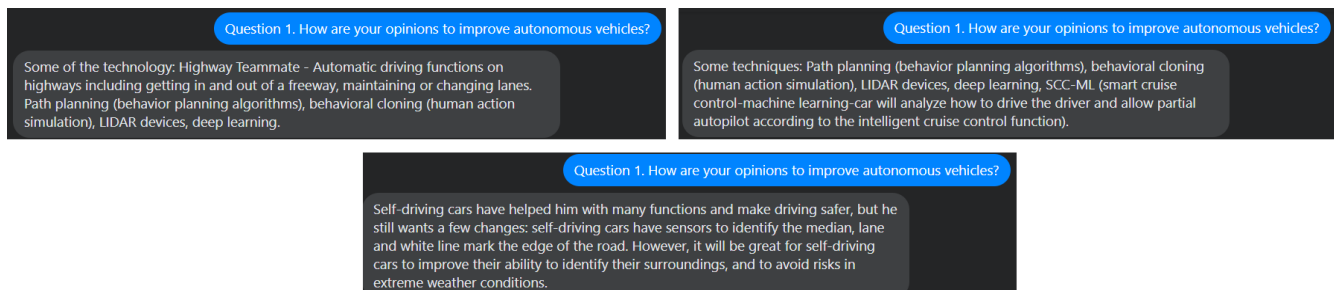 Question 1. How are your opinions to improve autonomous vehicles?
Some of the technology: Highway Teammate - Automatic driving functions on
highways including getting in and out of a freeway, maintaining or changing lanes.
Path planning (behavior planning algorithms), behavioral cloning (human action
simulation), LIDAR devices, deep learning.
Question 1. How are your opinions to improve autonomous vehicles?
Some techniques: Path planning (behavior planning algorithms), behavioral cloning
(human action simulation), LIDAR devices, deep learning, SCC-ML (smart cruise
control-machine learning-car will analyze how to drive the driver and allow partial
autopilot according to the intelligent cruise control function).
Question 1. How are your opinions to improve autonomous vehicles?
Self-driving cars have helped him with many functions and make driving safer, but he
still wants a few changes: self-driving cars have sensors to identify the median, lane
and white line mark the edge of the road. However, it will be great for self-driving
cars to improve their ability to identify their surroundings, and to avoid risks in
extreme weather conditions.